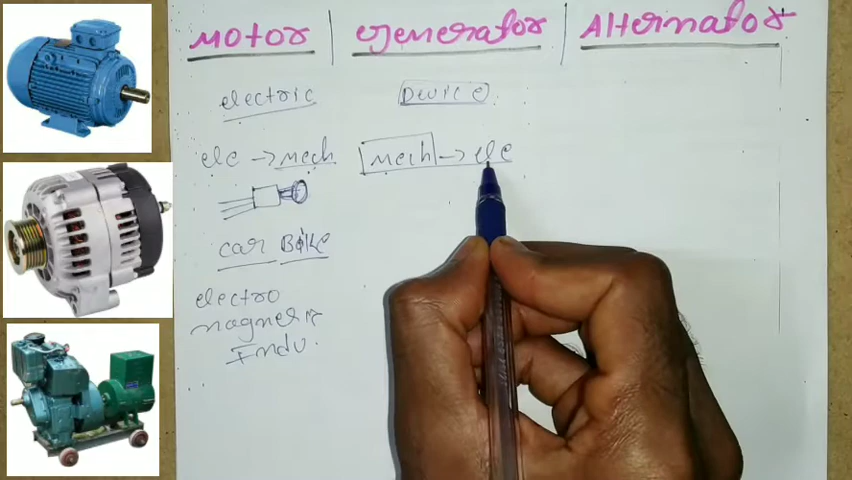 Motor
Generator
Alternator
electric
Device
ele → mech
mech → ele
car Bike
electro
magnetic
Indu.